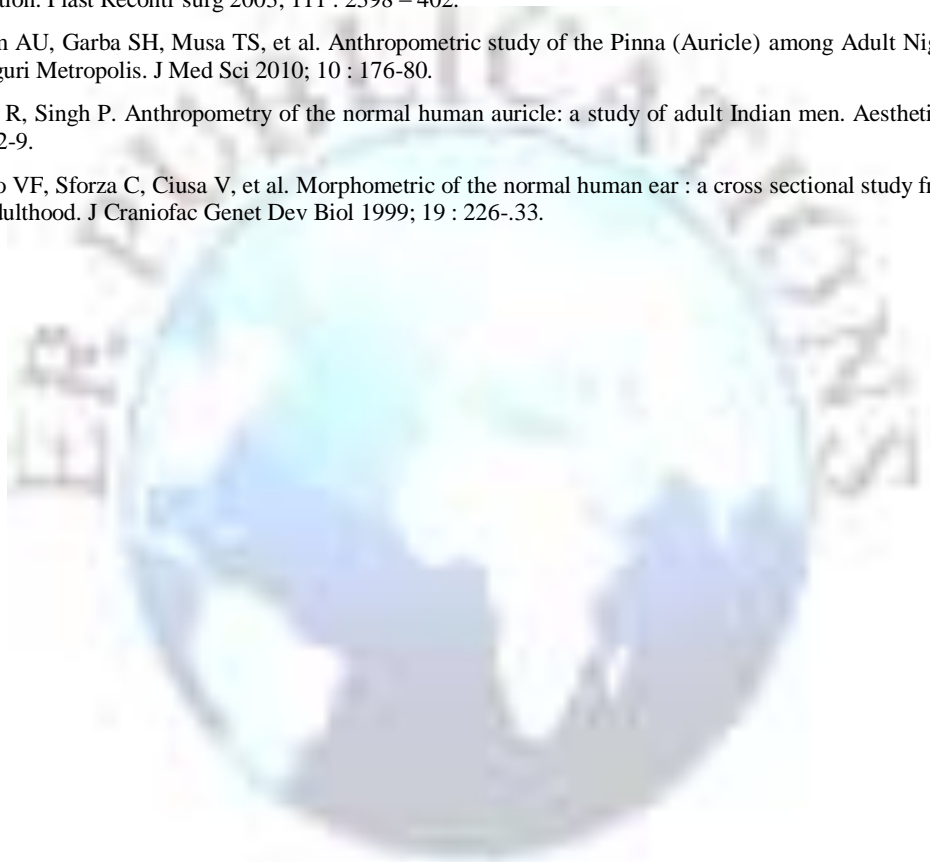 tion. Plast Recontr surg 2003; 111 : 2398 – 402.
n AU, Garba SH, Musa TS, et al. Anthropometric study of the Pinna (Auricle) among Adult Nig
guri Metropolis. J Med Sci 2010; 10 : 176-80.
R, Singh P. Anthropometry of the normal human auricle: a study of adult Indian men. Aestheti
2-9.
o VF, Sforza C, Ciusa V, et al. Morphometric of the normal human ear : a cross sectional study fr
dulthood. J Craniofac Genet Dev Biol 1999; 19 : 226-.33.
ER PUBLICATIONS